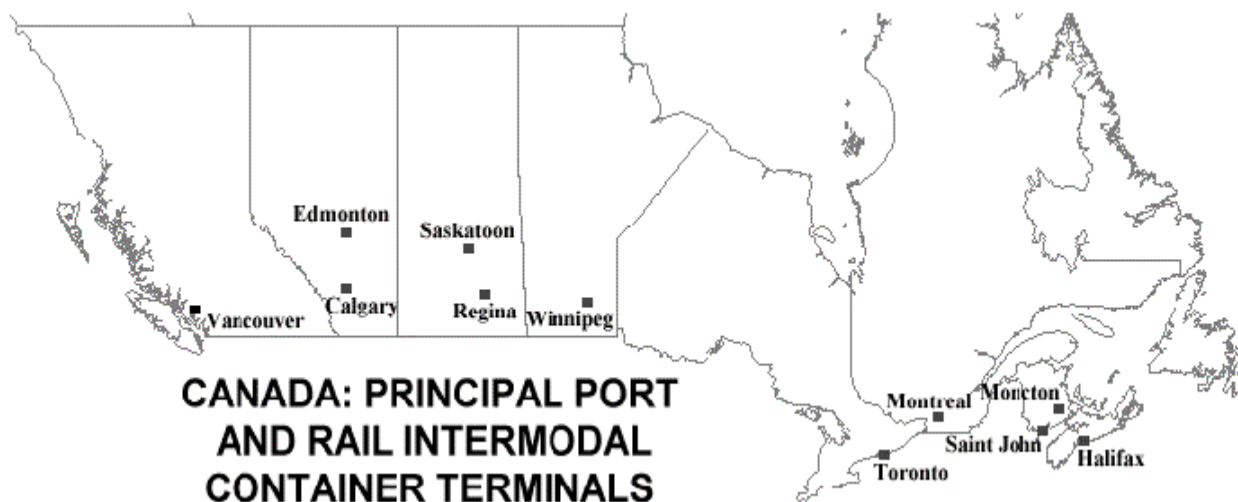 Edmonton
Saskatoon
Calgary
Regina
Winnipeg
Vancouver
CANADA: PRINCIPAL PORT
AND RAIL INTERMODAL
CONTAINER TERMINALS
Montreal
Moncton
Saint John
Halifax
Toronto